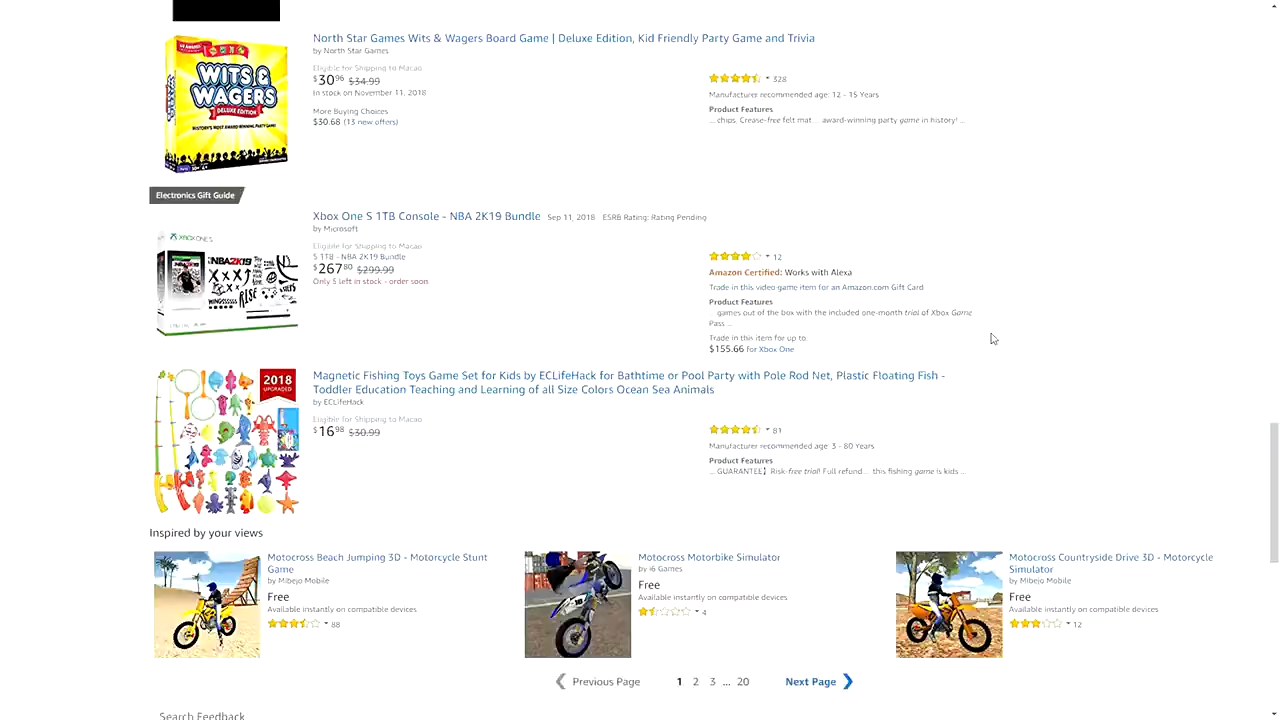 North Star Games Wits & Wagers Board Game | Deluxe Edition, Kid Friendly Party Game and Trivia
by North Star Games
Eligible for Shipping to Macao
$30.96 $34.99
In stock on November 11, 2018
More Buying Choices
$30.68 (13 new offers)
328
Manufacturer recommended age: 12 - 15 Years
Product Features
... chips, Crease-free felt mat ... award-winning party game in history! ...
WITS &
WAGERS
DELUXE EDITION
Electronics Gift Guide
Xbox One S 1TB Console - NBA 2K19 Bundle Sep 11, 2018 ESRB Rating: Rating Pending
by Microsoft
Eligible for Shipping to Macao
S 1TB - NBA 2K19 Bundle
$267.80 $299.99
Only 5 left in stock - order soon.
12
Amazon Certified: Works with Alexa
Trade in this video game item for an Amazon.com Gift Card
Product Features
... games out of the box with the included one-month trial of Xbox Game
Pass ...
Trade in this item for up to
$155.66 for Xbox One
XBOX ONE S
NBA2K19
RISE
Magnetic Fishing Toys Game Set for Kids by ECLifeHack for Bathtime or Pool Party with Pole Rod Net, Plastic Floating Fish -
Toddler Education Teaching and Learning of all Size Colors Ocean Sea Animals
by ECLifeHack
Eligible for Shipping to Macao
$16.98 $30.99
81
Manufacturer recommended age: 3 - 80 Years
Product Features
... GUARANTEE】Risk-free trial! Full refund... this fishing game is kids ...
2018
UPGRADED
Inspired by your views
Motocross Beach Jumping 3D - Motorcycle Stunt
Game
by Mibejo Mobile
Free
Available instantly on compatible devices
88
Motocross Motorbike Simulator
by i6 Games
Free
Available instantly on compatible devices
4
Motocross Countryside Drive 3D - Motorcycle
Simulator
by Mibejo Mobile
Free
Available instantly on compatible devices
12
Previous Page 1 2 3 ... 20 Next Page
Search Feedback